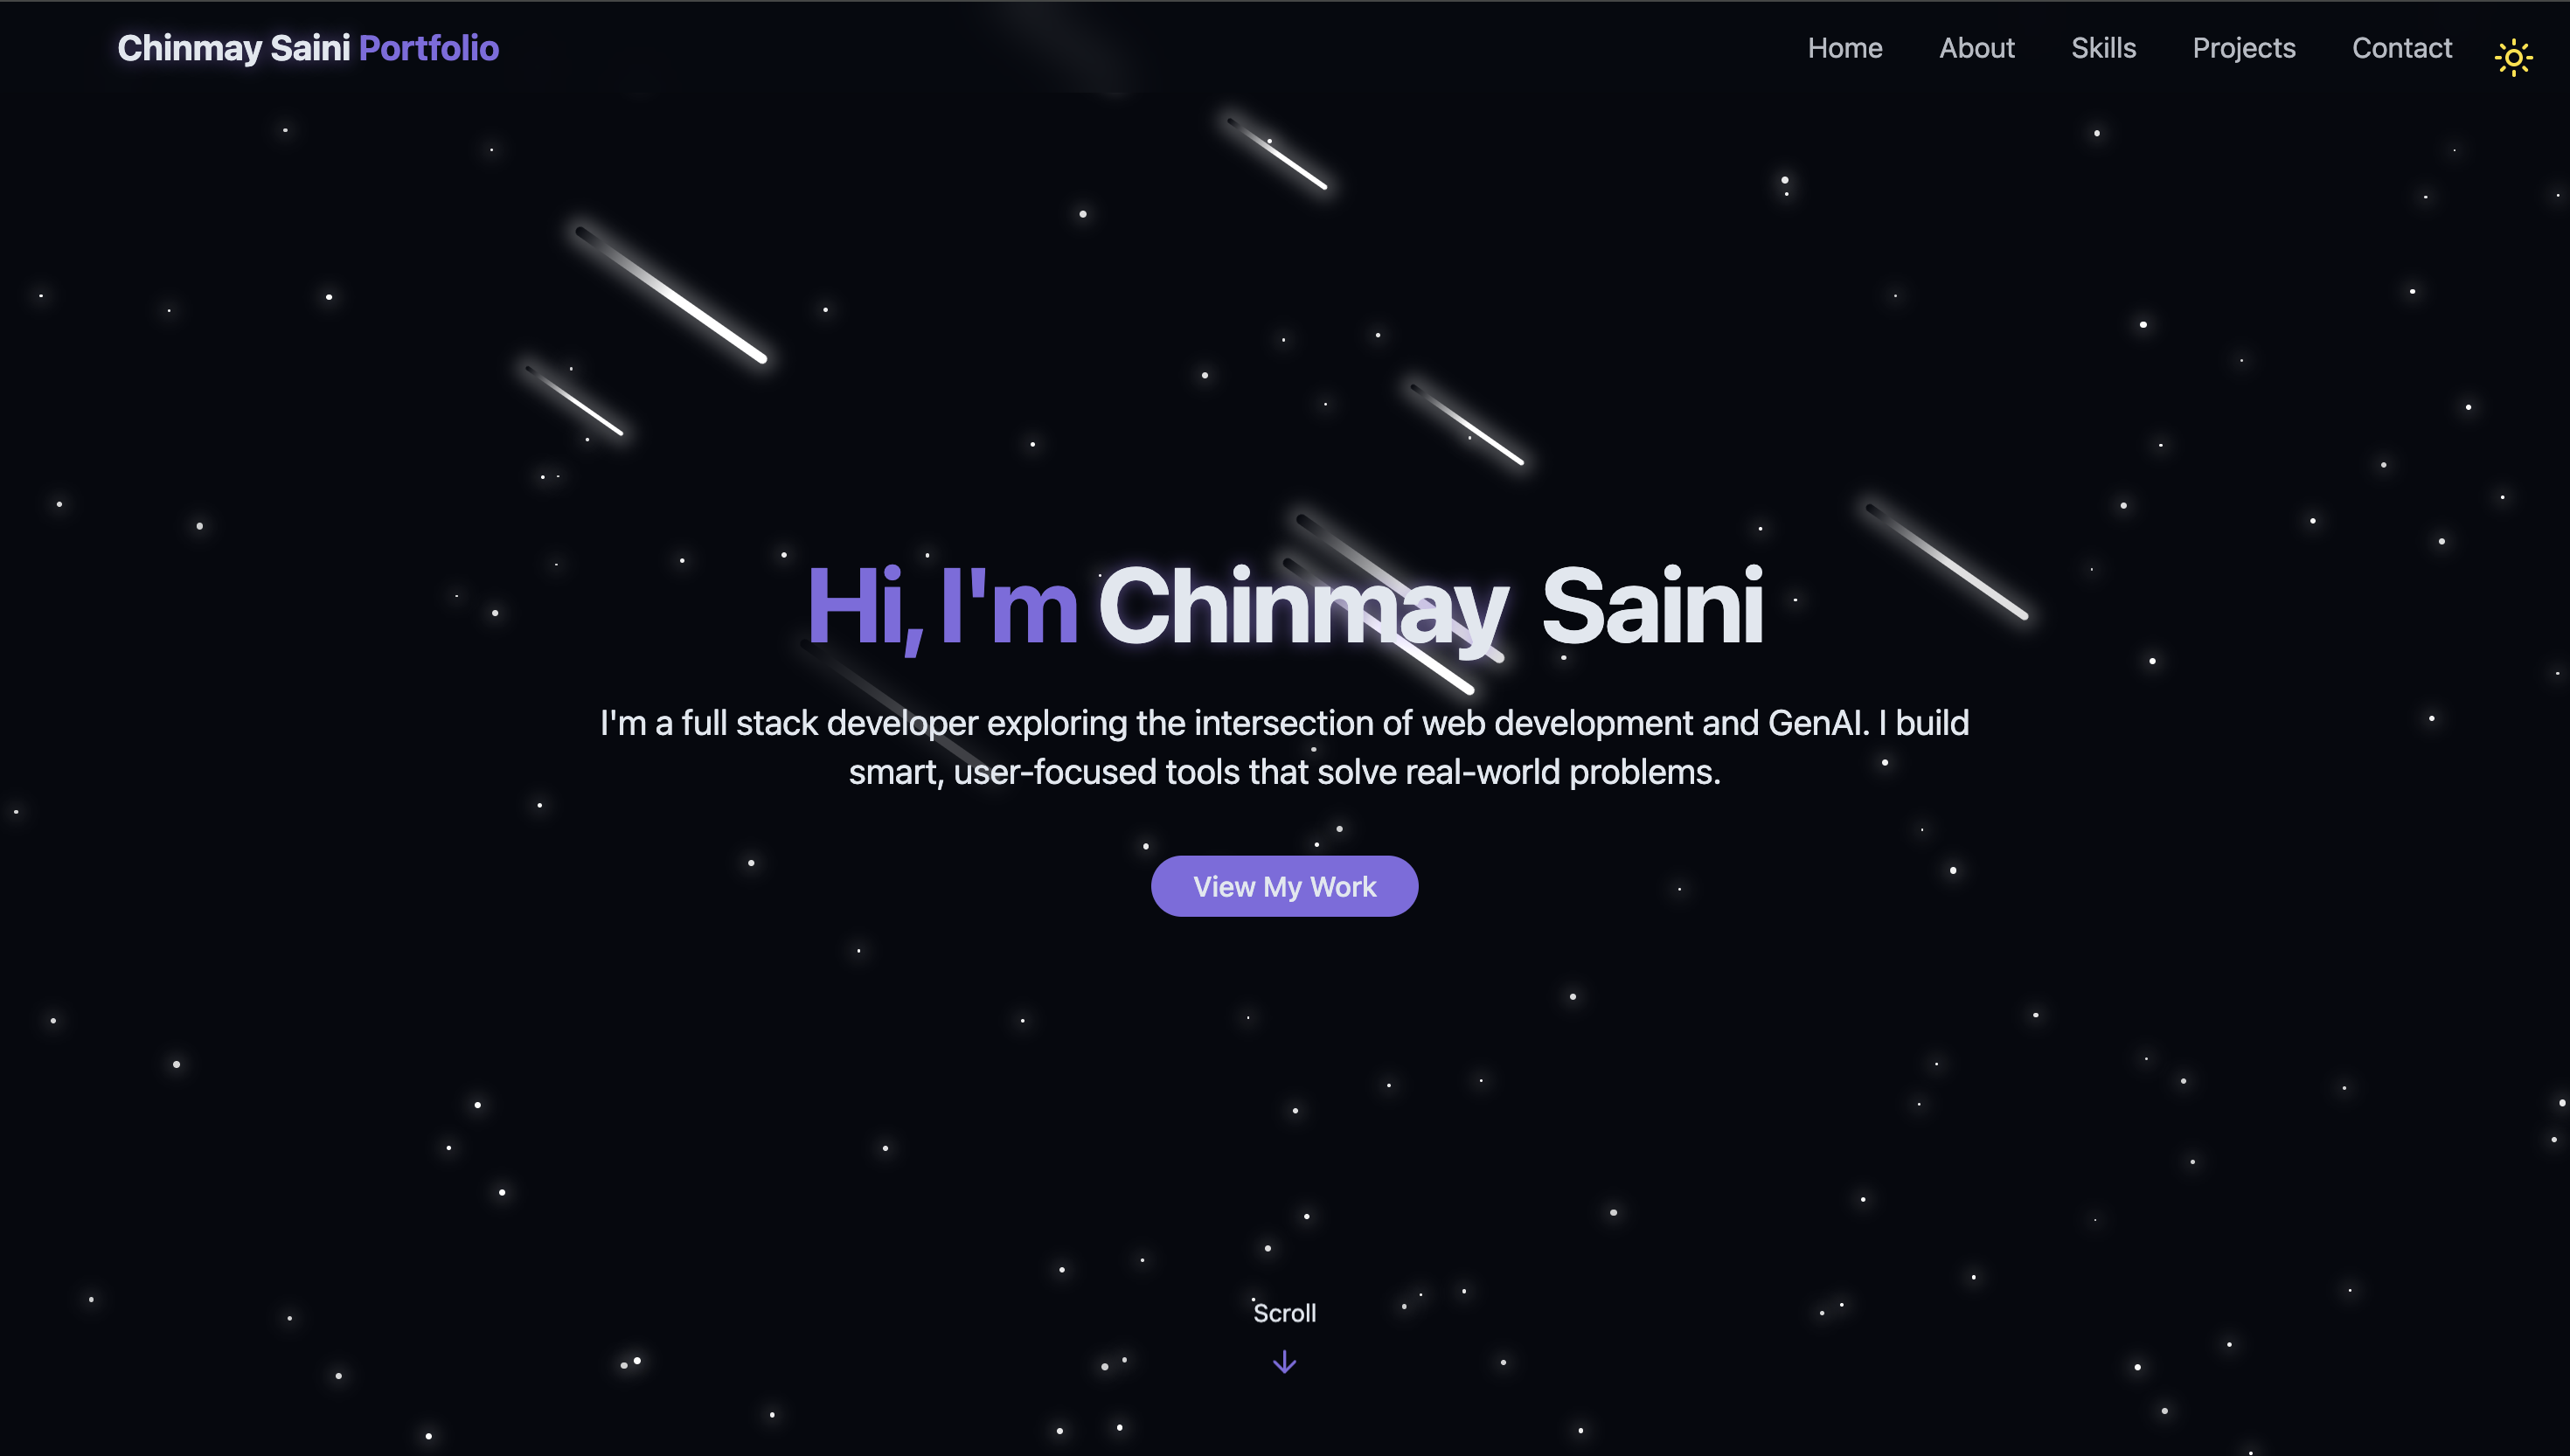 Chinmay Saini Portfolio
Home About Skills Projects Contact
Hi, I'm Chinmay Saini
I'm a full stack developer exploring the intersection of web development and GenAI. I build
smart, user-focused tools that solve real-world problems.
View My Work
Scroll